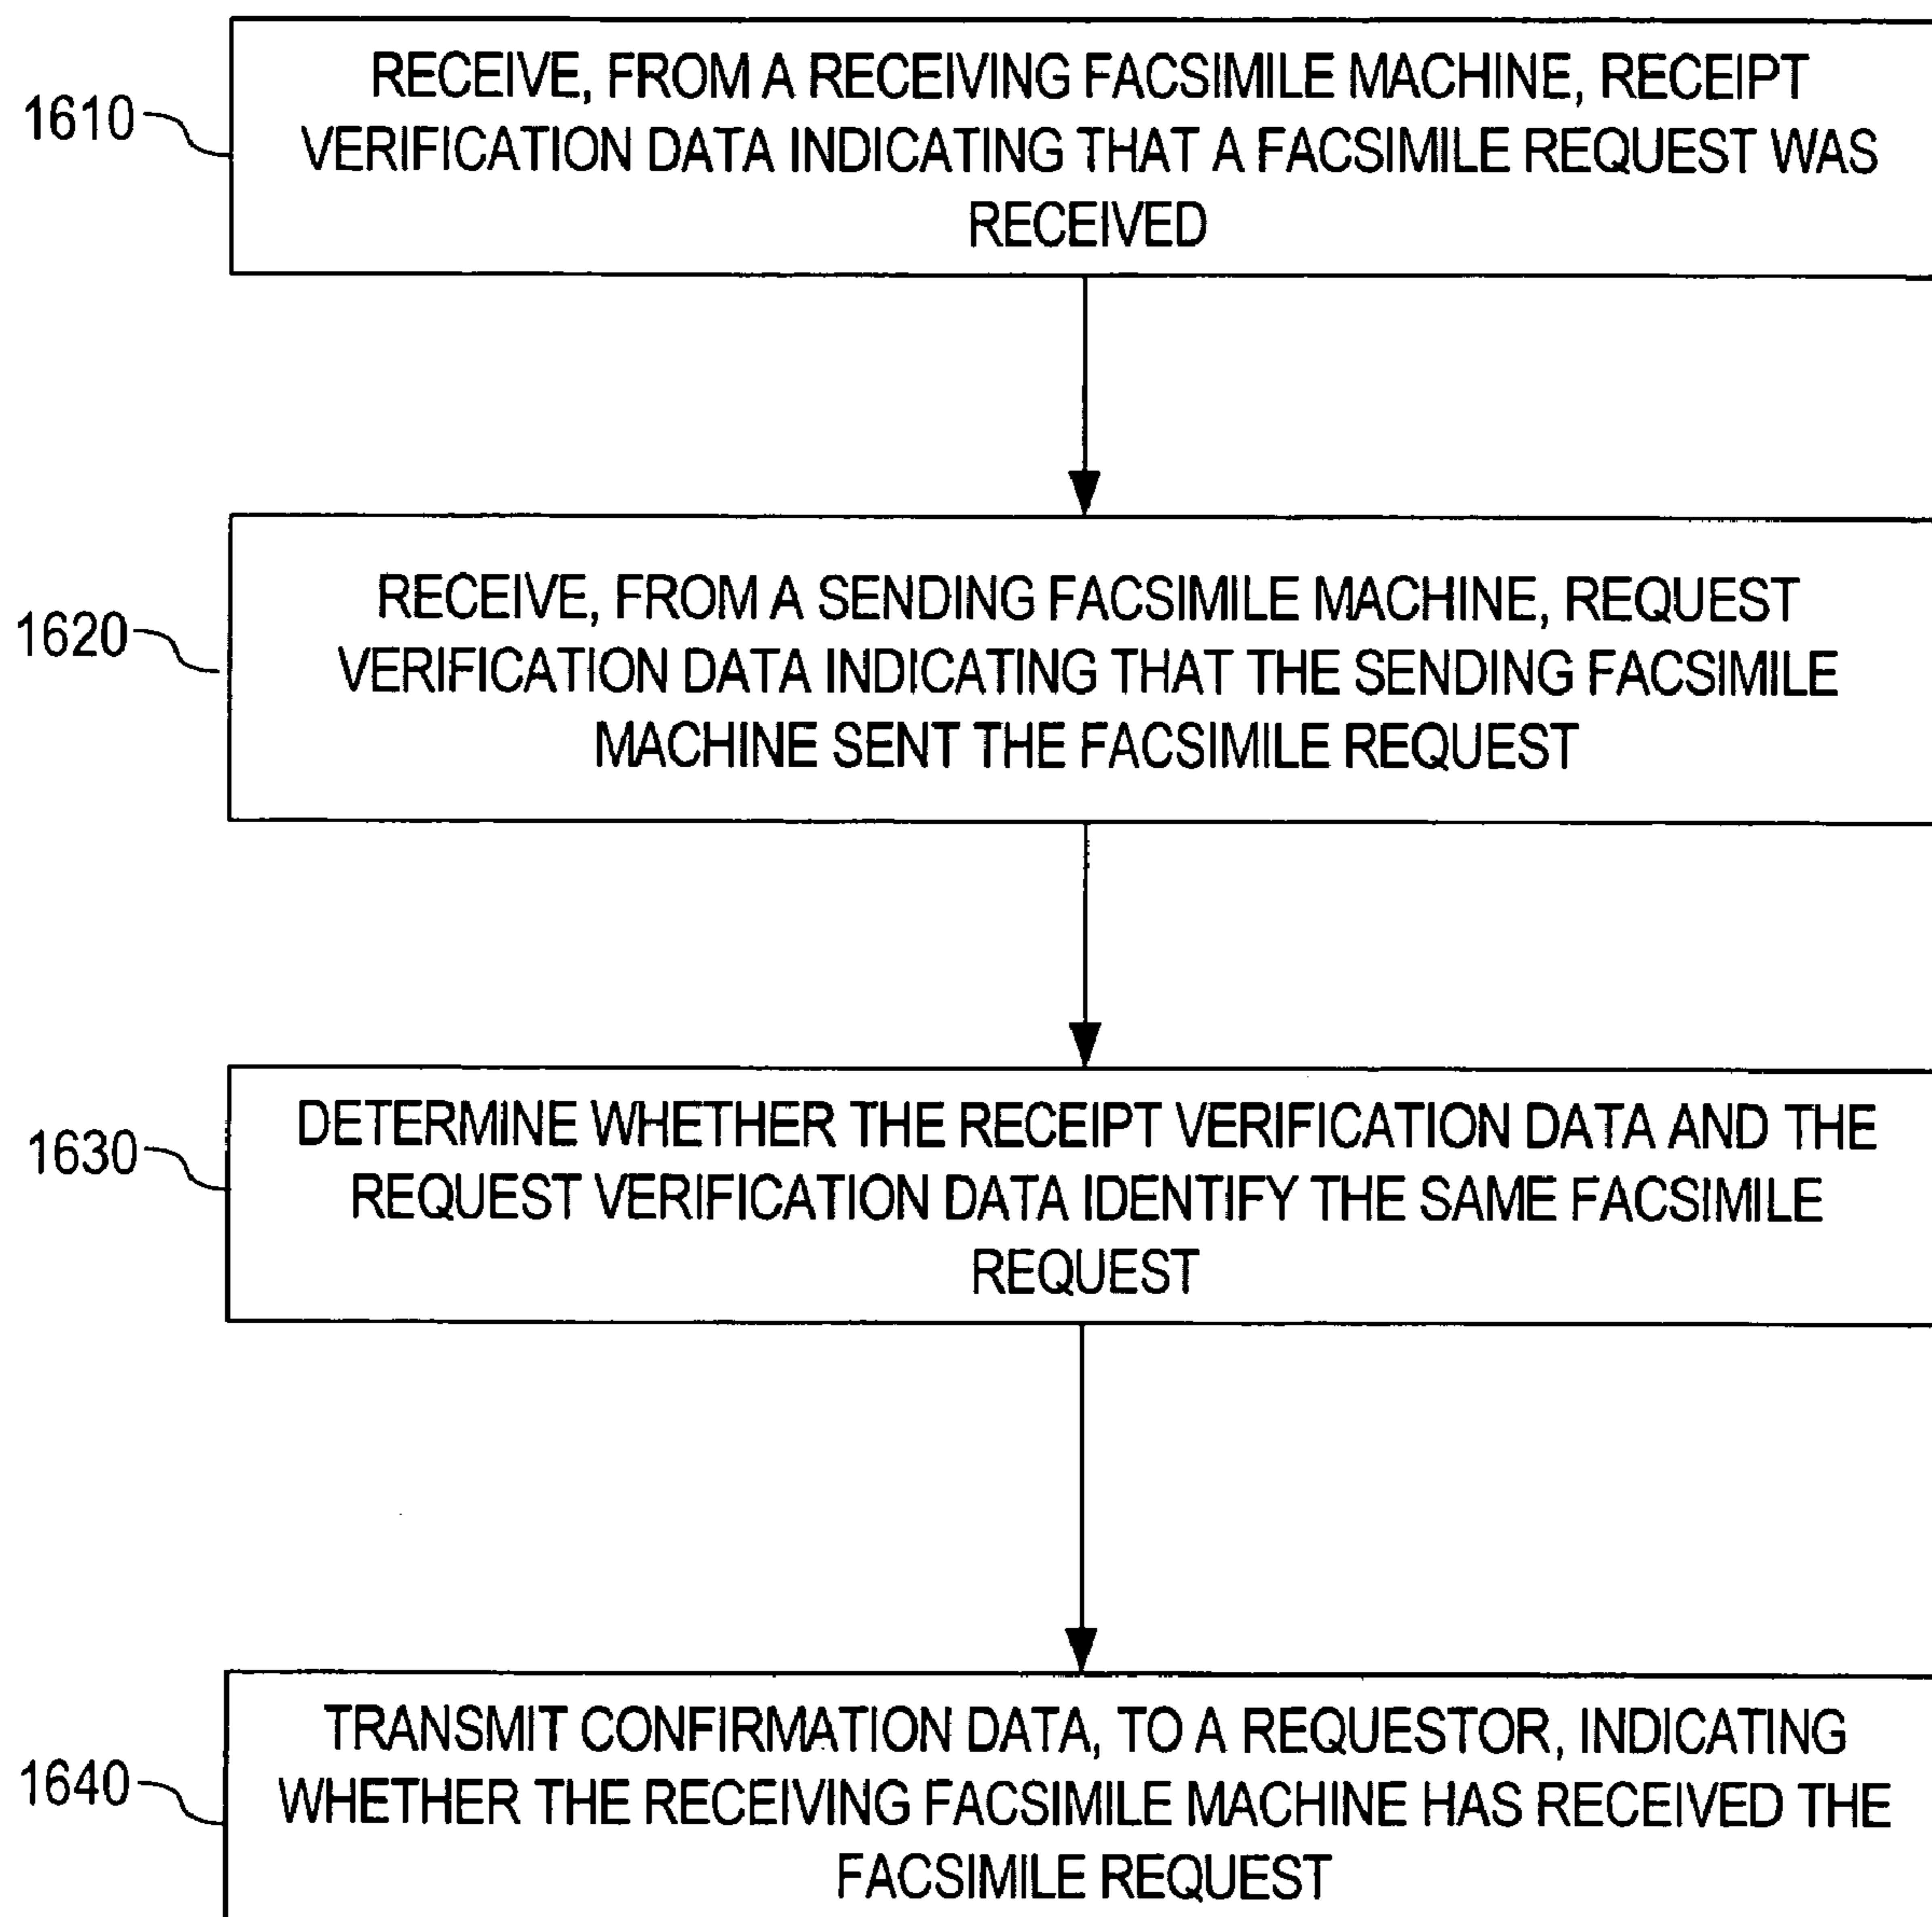 RECEIVE, FROM A RECEIVING FACSIMILE MACHINE, RECEIPT
1610
VERIFICATION DATA INDICATING THAT A FACSIMILE REQUEST WAS
RECEIVED
RECEIVE, FROM A SENDING FACSIMILE MACHINE, REQUEST
1620
VERIFICATION DATA INDICATING THAT THE SENDING FACSIMILE
MACHINE SENT THE FACSIMILE REQUEST
DETERMINE WHETHER THE RECEIPT VERIFICATION DATA AND THE
1630
REQUEST VERIFICATION DATA IDENTIFY THE SAME FACSIMILE
REQUEST
TRANSMIT CONFIRMATION DATA, TO A REQUESTOR, INDICATING
1640
WHETHER THE RECEIVING FACSIMILE MACHINE HAS RECEIVED THE
FACSIMILE REQUEST